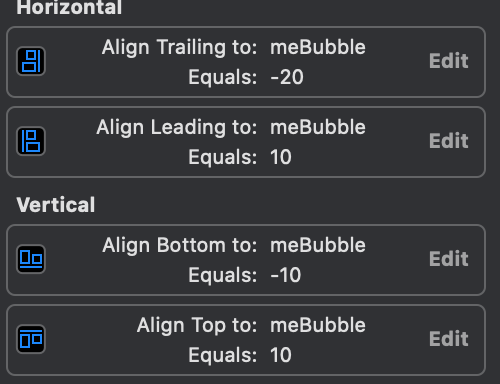 Horizontal
Align Trailing to: meBubble
Equals: -20
Edit
Align Leading to: meBubble
Equals: 10
Edit
Vertical
Align Bottom to: meBubble
Equals: -10
Edit
Align Top to: meBubble
Equals: 10
Edit